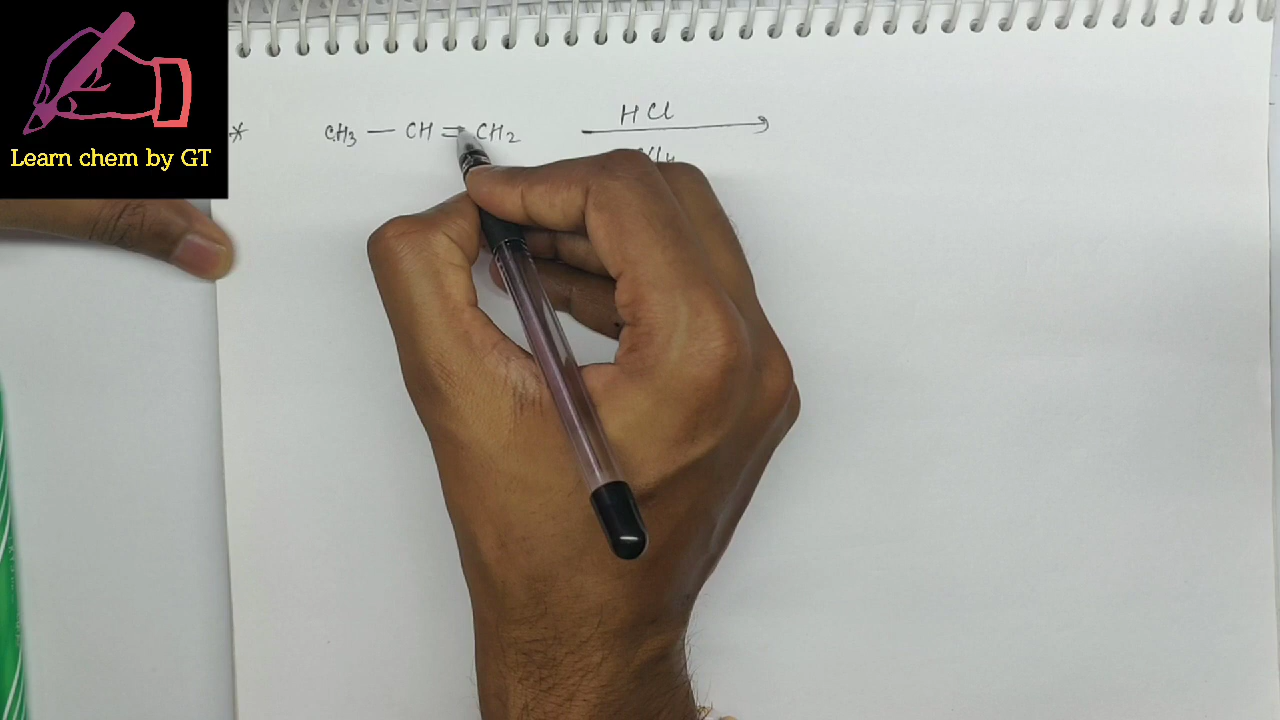 Learn chem by GT
* CH3 — CH = CH2
HCl